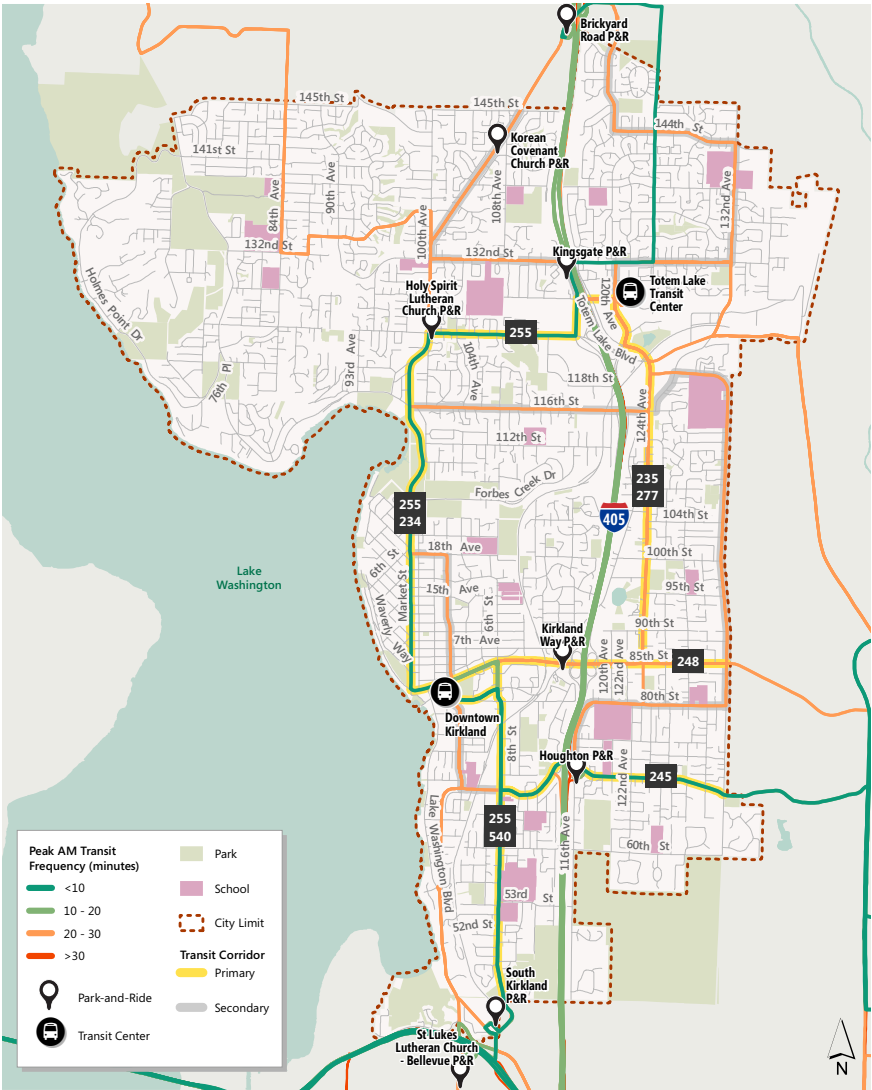 Brickyard
Road P&R
145th St
145th St
144th St
Korean
Covenant
Church P&R
141st St
84th Ave
90th Ave
108th Ave
132nd Ave
100th Ave
132nd St
132nd St
Kingsgate P&R
Holmes Point Dr
Holy Spirit
Lutheran
Church P&R
120th Ave
Totem Lake
Transit
Center
Totem Lake Blvd
255
76th Pl
93rd Ave
104th Ave
118th St
116th St
124th Ave
112th St
Forbes Creek Dr
235
277
255
234
405
104th St
100th St
18th Ave
6th St
Market St
Lake
Washington
15th Ave
95th St
Waverly Way
6th St
90th St
7th Ave
Kirkland
Way P&R
120th Ave
122nd Ave
85th St
248
80th St
Downtown
Kirkland
8th St
Houghton P&R
122nd Ave
245
Lake Washington Blvd
255
540
116th Ave
60th St
53rd St
52nd St
South
Kirkland
P&R
St Lukes
Lutheran Church
- Bellevue P&R
Peak AM Transit
Frequency (minutes)
<10
10 - 20
20 - 30
>30
Park-and-Ride
Transit Center
Park
School
City Limit
Transit Corridor
Primary
Secondary
N